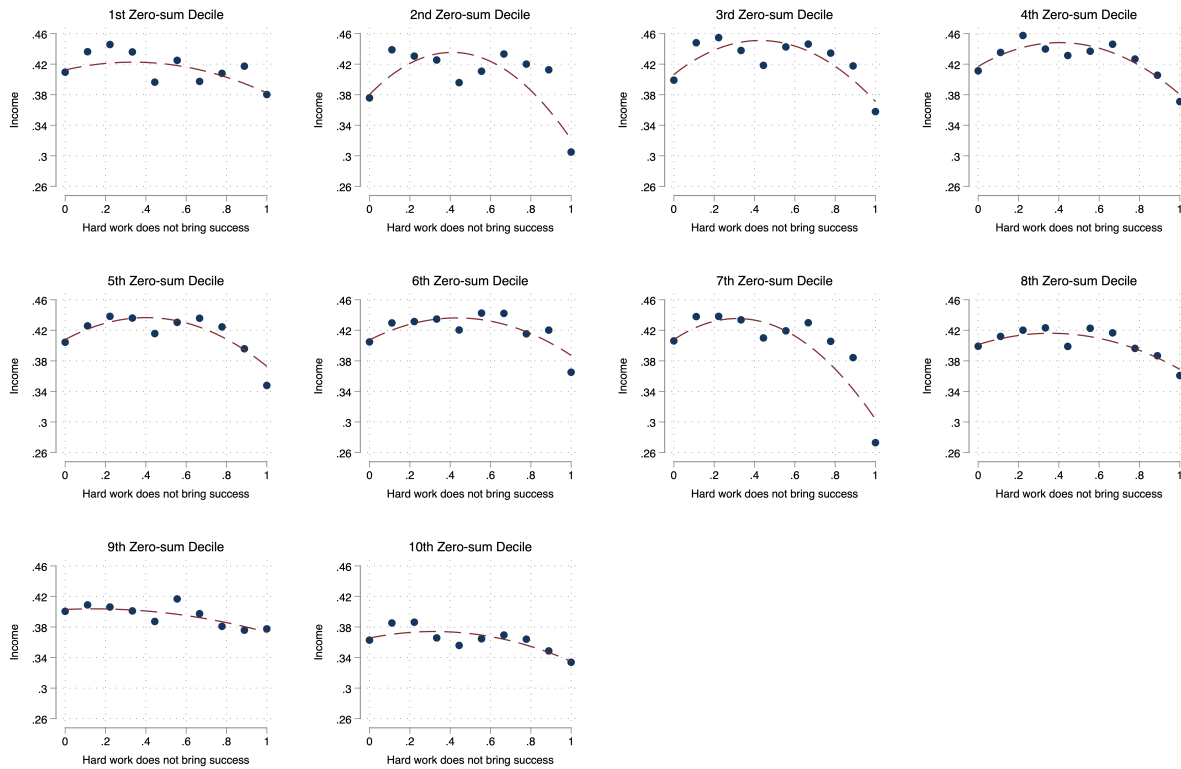 1st Zero-sum Decile
.46
.42
.38
.34
.3
.26
Income
0 .2 .4 .6 .8 1
Hard work does not bring success
2nd Zero-sum Decile
.46
.42
.38
.34
.3
.26
Income
0 .2 .4 .6 .8 1
Hard work does not bring success
3rd Zero-sum Decile
.46
.42
.38
.34
.3
.26
Income
0 .2 .4 .6 .8 1
Hard work does not bring success
4th Zero-sum Decile
.46
.42
.38
.34
.3
.26
Income
0 .2 .4 .6 .8 1
Hard work does not bring success
5th Zero-sum Decile
.46
.42
.38
.34
.3
.26
Income
0 .2 .4 .6 .8 1
Hard work does not bring success
6th Zero-sum Decile
.46
.42
.38
.34
.3
.26
Income
0 .2 .4 .6 .8 1
Hard work does not bring success
7th Zero-sum Decile
.46
.42
.38
.34
.3
.26
Income
0 .2 .4 .6 .8 1
Hard work does not bring success
8th Zero-sum Decile
.46
.42
.38
.34
.3
.26
Income
0 .2 .4 .6 .8 1
Hard work does not bring success
9th Zero-sum Decile
.46
.42
.38
.34
.3
.26
Income
0 .2 .4 .6 .8 1
Hard work does not bring success
10th Zero-sum Decile
.46
.42
.38
.34
.3
.26
Income
0 .2 .4 .6 .8 1
Hard work does not bring success